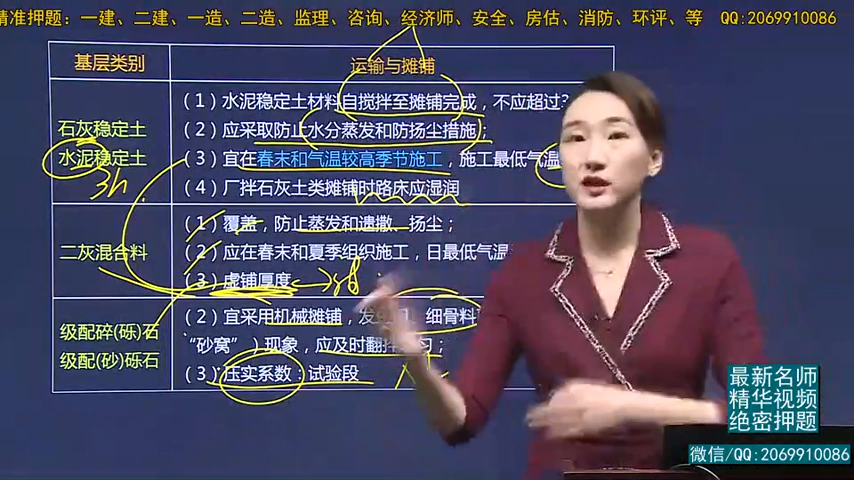 精准押题：一建、二建、一造、二造、监理、咨询、经济师、安全、房估、消防、环评、等 QQ:2069910086
基层类别
运输与摊铺
石灰稳定土
水泥稳定土
3h
（1）水泥稳定土材料自搅拌至摊铺完成，不应超过3
（2）应采取防止水分蒸发和防扬尘措施；
（3）宜在春末和气温较高季节施工，施工最低气温
（4）厂拌石灰土类摊铺时路床应湿润
二灰混合料
（1）覆盖，防止蒸发和遗撒、扬尘；
（2）应在春末和夏季组织施工，日最低气温
（3）虚铺厚度
；
级配碎(砾)石
级配(砂)砾石
（2）宜采用机械摊铺，发
细骨料
“砂窝”）现象，应及时翻拌
；
（3）压实系数：试验段
最新名师
精华视频
绝密押题
微信/QQ:2069910086